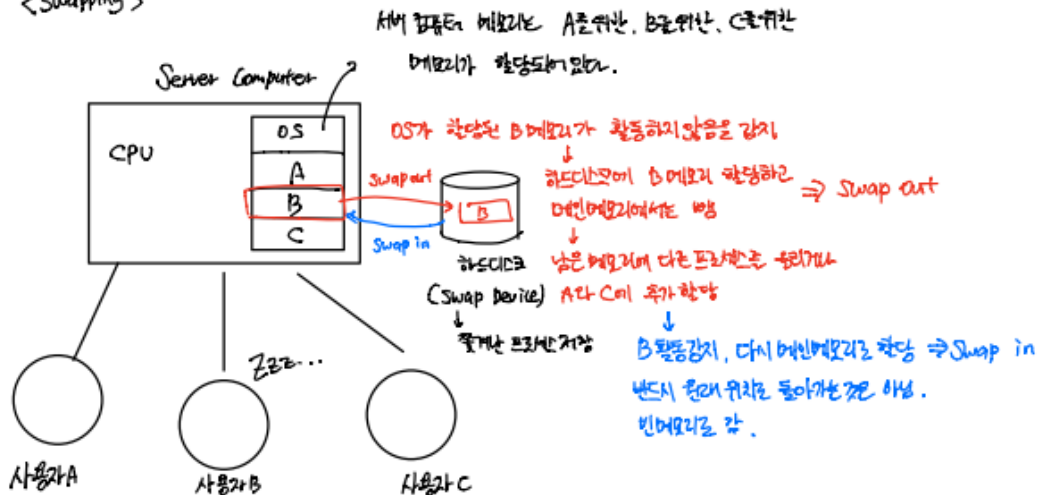 <Swapping>
서버 컴퓨터 메모리는 A를위한, B를위한, C를위한
메모리가 할당되어있다.
Server Computer
CPU
OS
A
B
C
swap out
Swap in
B
하드디스크
(Swap Device)
↓
쫓겨난 프로세스 저장
OS가 할당된 B메모리가 활동하지 않음을 감지
↓
하드디스크에 B메모리 할당하고
메인메모리에서는 뺌
⇒ Swap out
↓
남은 메모리에 다른 프로세스를 올리거나
A와 C에 추가 할당
↓
B활동감지, 다시 메인메모리로 할당 ⇒ Swap in
반드시 원래 위치로 돌아가는 것은 아님.
빈메모리로 감.
Zzz...
사용자A
사용자B
사용자C